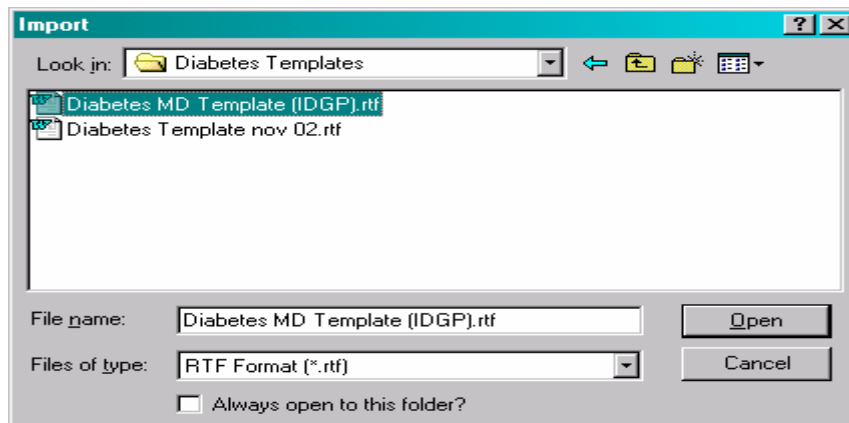 Import
Look in: Diabetes Templates
Diabetes MD Template (IDGP).rtf
Diabetes Template nov 02.rtf
File name: Diabetes MD Template (IDGP).rtf Open
Files of type: RTF Format (*.rtf) Cancel
Always open to this folder?